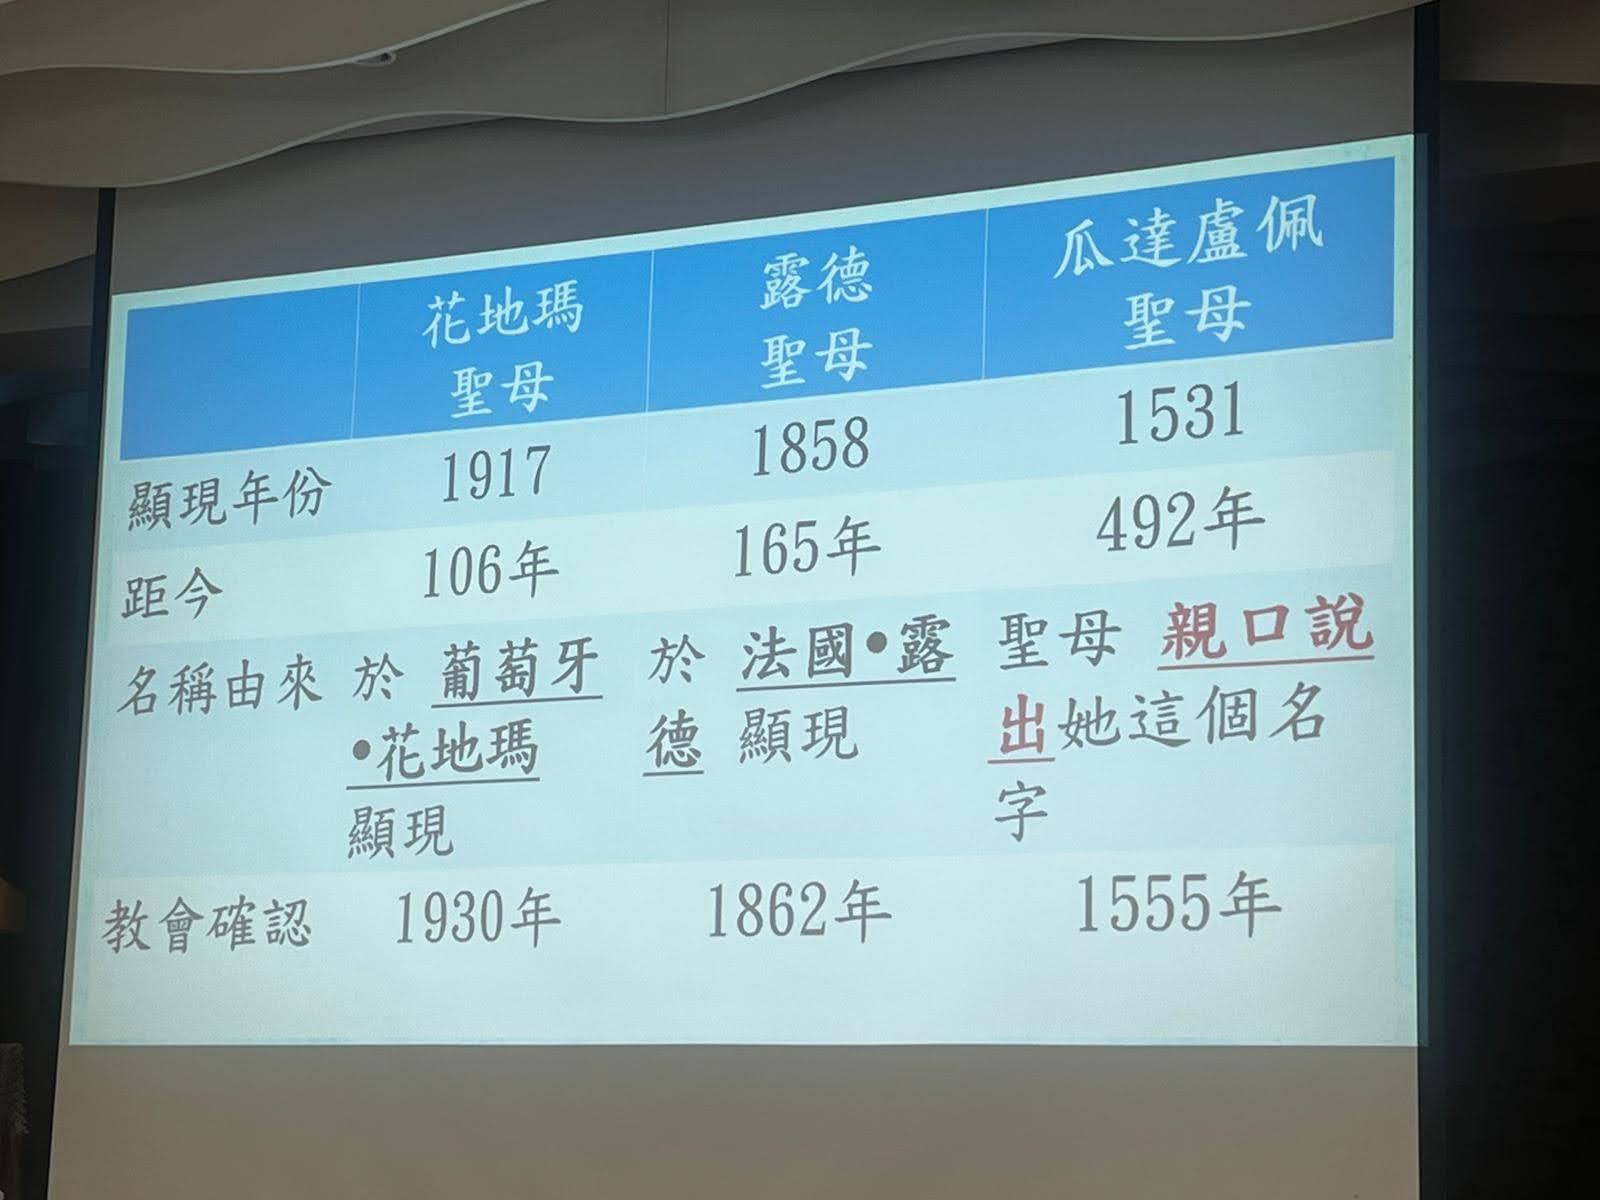 花地瑪 露德 瓜達盧佩
聖母 聖母 聖母
顯現年份 1917 1858 1531
距今 106年 165年 492年
名稱由來 於 葡萄牙 於 法國•露 聖母 親口說
•花地瑪 德 顯現 出她這個名
顯現 字
教會確認 1930年 1862年 1555年